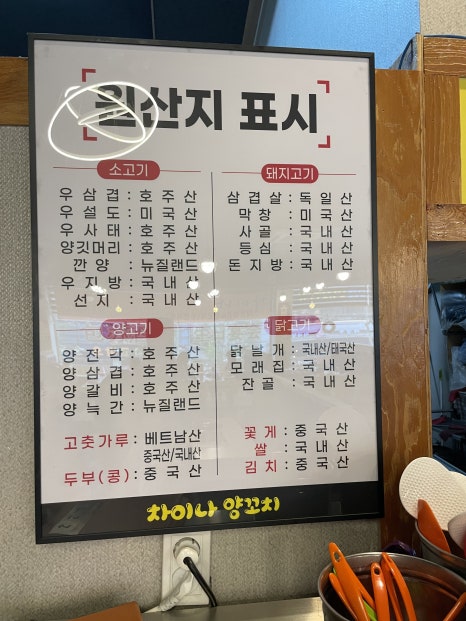 원산지 표시
소고기
우삼겹 : 호주산
우설도 : 미국산
우사태 : 호주산
양깃머리 : 호주산
깐양 : 뉴질랜드
우지방 : 국내산
선지 : 국내산
돼지고기
삼겹살 : 독일산
막창 : 미국산
사골 : 국내산
등심 : 국내산
돈지방 : 국내산
양고기
양전각 : 호주산
양삼겹 : 호주산
양갈비 : 호주산
양늑간 : 뉴질랜드
닭고기
닭날개 : 국내산/태국산
모래집 : 국내산
잔골 : 국내산
고춧가루 : 베트남산
중국산/국내산
두부(콩) : 중국산
꽃게 : 중국산
쌀 : 국내산
김치 : 중국산
차이나 양꼬치